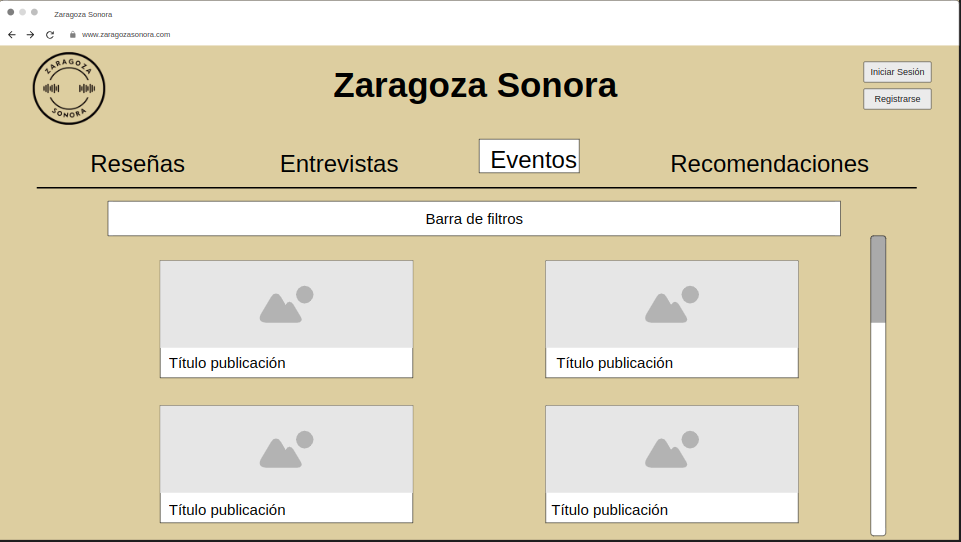 Zaragoza Sonora
www.zaragozasonora.com
ZARAGOZA
SONORA
Zaragoza Sonora
Iniciar Sesión
Registrarse
Reseñas Entrevistas Eventos Recomendaciones
Barra de filtros
Título publicación Título publicación
Título publicación Título publicación